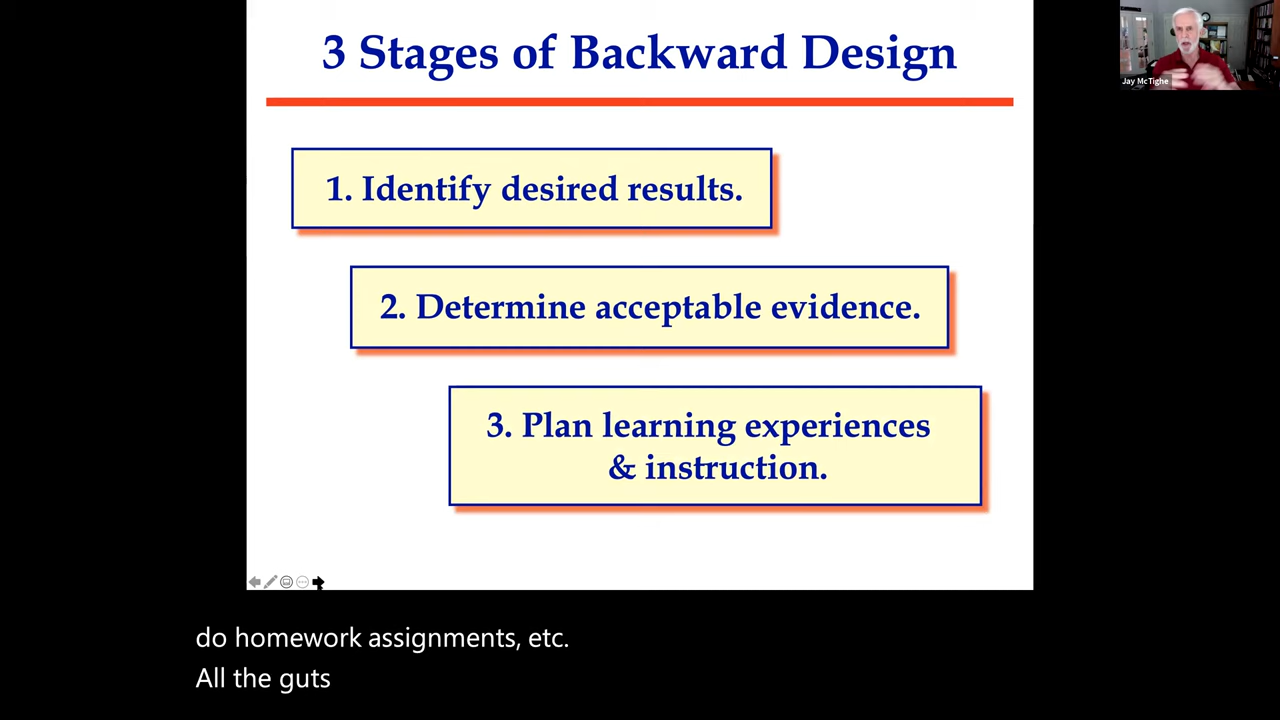 3 Stages of Backward Design
Jay McTighe
1. Identify desired results.
2. Determine acceptable evidence.
3. Plan learning experiences
& instruction.
do homework assignments, etc.
All the guts